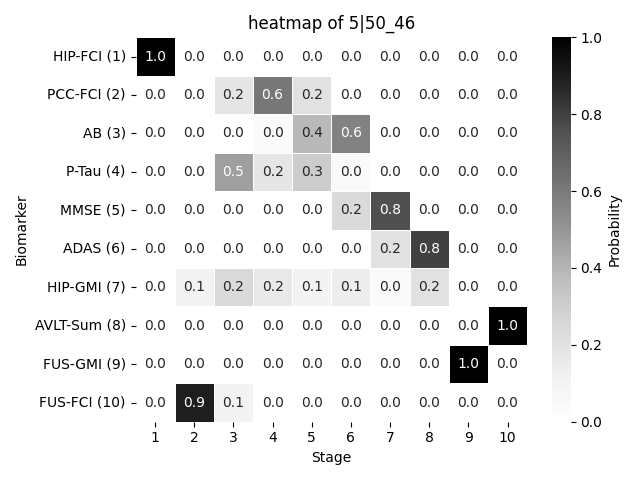 heatmap of 5|50_46
HIP-FCI (1) 1.0 0.0 0.0 0.0 0.0 0.0 0.0 0.0 0.0 0.0
PCC-FCI (2) 0.0 0.0 0.2 0.6 0.2 0.0 0.0 0.0 0.0 0.0
AB (3) 0.0 0.0 0.0 0.0 0.4 0.6 0.0 0.0 0.0 0.0
P-Tau (4) 0.0 0.0 0.5 0.2 0.3 0.0 0.0 0.0 0.0 0.0
MMSE (5) 0.0 0.0 0.0 0.0 0.0 0.2 0.8 0.0 0.0 0.0
ADAS (6) 0.0 0.0 0.0 0.0 0.0 0.0 0.2 0.8 0.0 0.0
HIP-GMI (7) 0.0 0.1 0.2 0.2 0.1 0.1 0.0 0.2 0.0 0.0
AVLT-Sum (8) 0.0 0.0 0.0 0.0 0.0 0.0 0.0 0.0 0.0 1.0
FUS-GMI (9) 0.0 0.0 0.0 0.0 0.0 0.0 0.0 0.0 1.0 0.0
FUS-FCI (10) 0.0 0.9 0.1 0.0 0.0 0.0 0.0 0.0 0.0 0.0
1 2 3 4 5 6 7 8 9 10
Stage
Biomarker
1.0
0.8
0.6
0.4
0.2
0.0
Probability